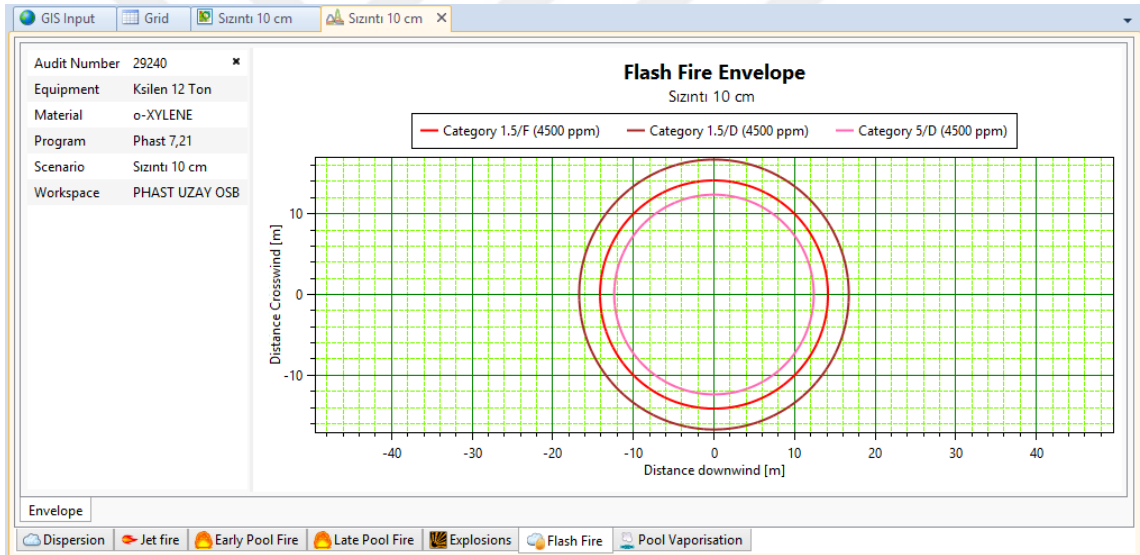 GIS Input Grid Sızıntı 10 cm Sızıntı 10 cm
Audit Number 29240
Equipment Ksilen 12 Ton
Material o-XYLENE
Program Phast 7,21
Scenario Sızıntı 10 cm
Workspace PHAST UZAY OSB
Flash Fire Envelope
Sızıntı 10 cm
Category 1.5/F (4500 ppm) Category 1.5/D (4500 ppm) Category 5/D (4500 ppm)
Distance Crosswind [m]
10
0
-10
-40 -30 -20 -10 0 10 20 30 40
Distance downwind [m]
Envelope
Dispersion Jet fire Early Pool Fire Late Pool Fire Explosions Flash Fire Pool Vaporisation